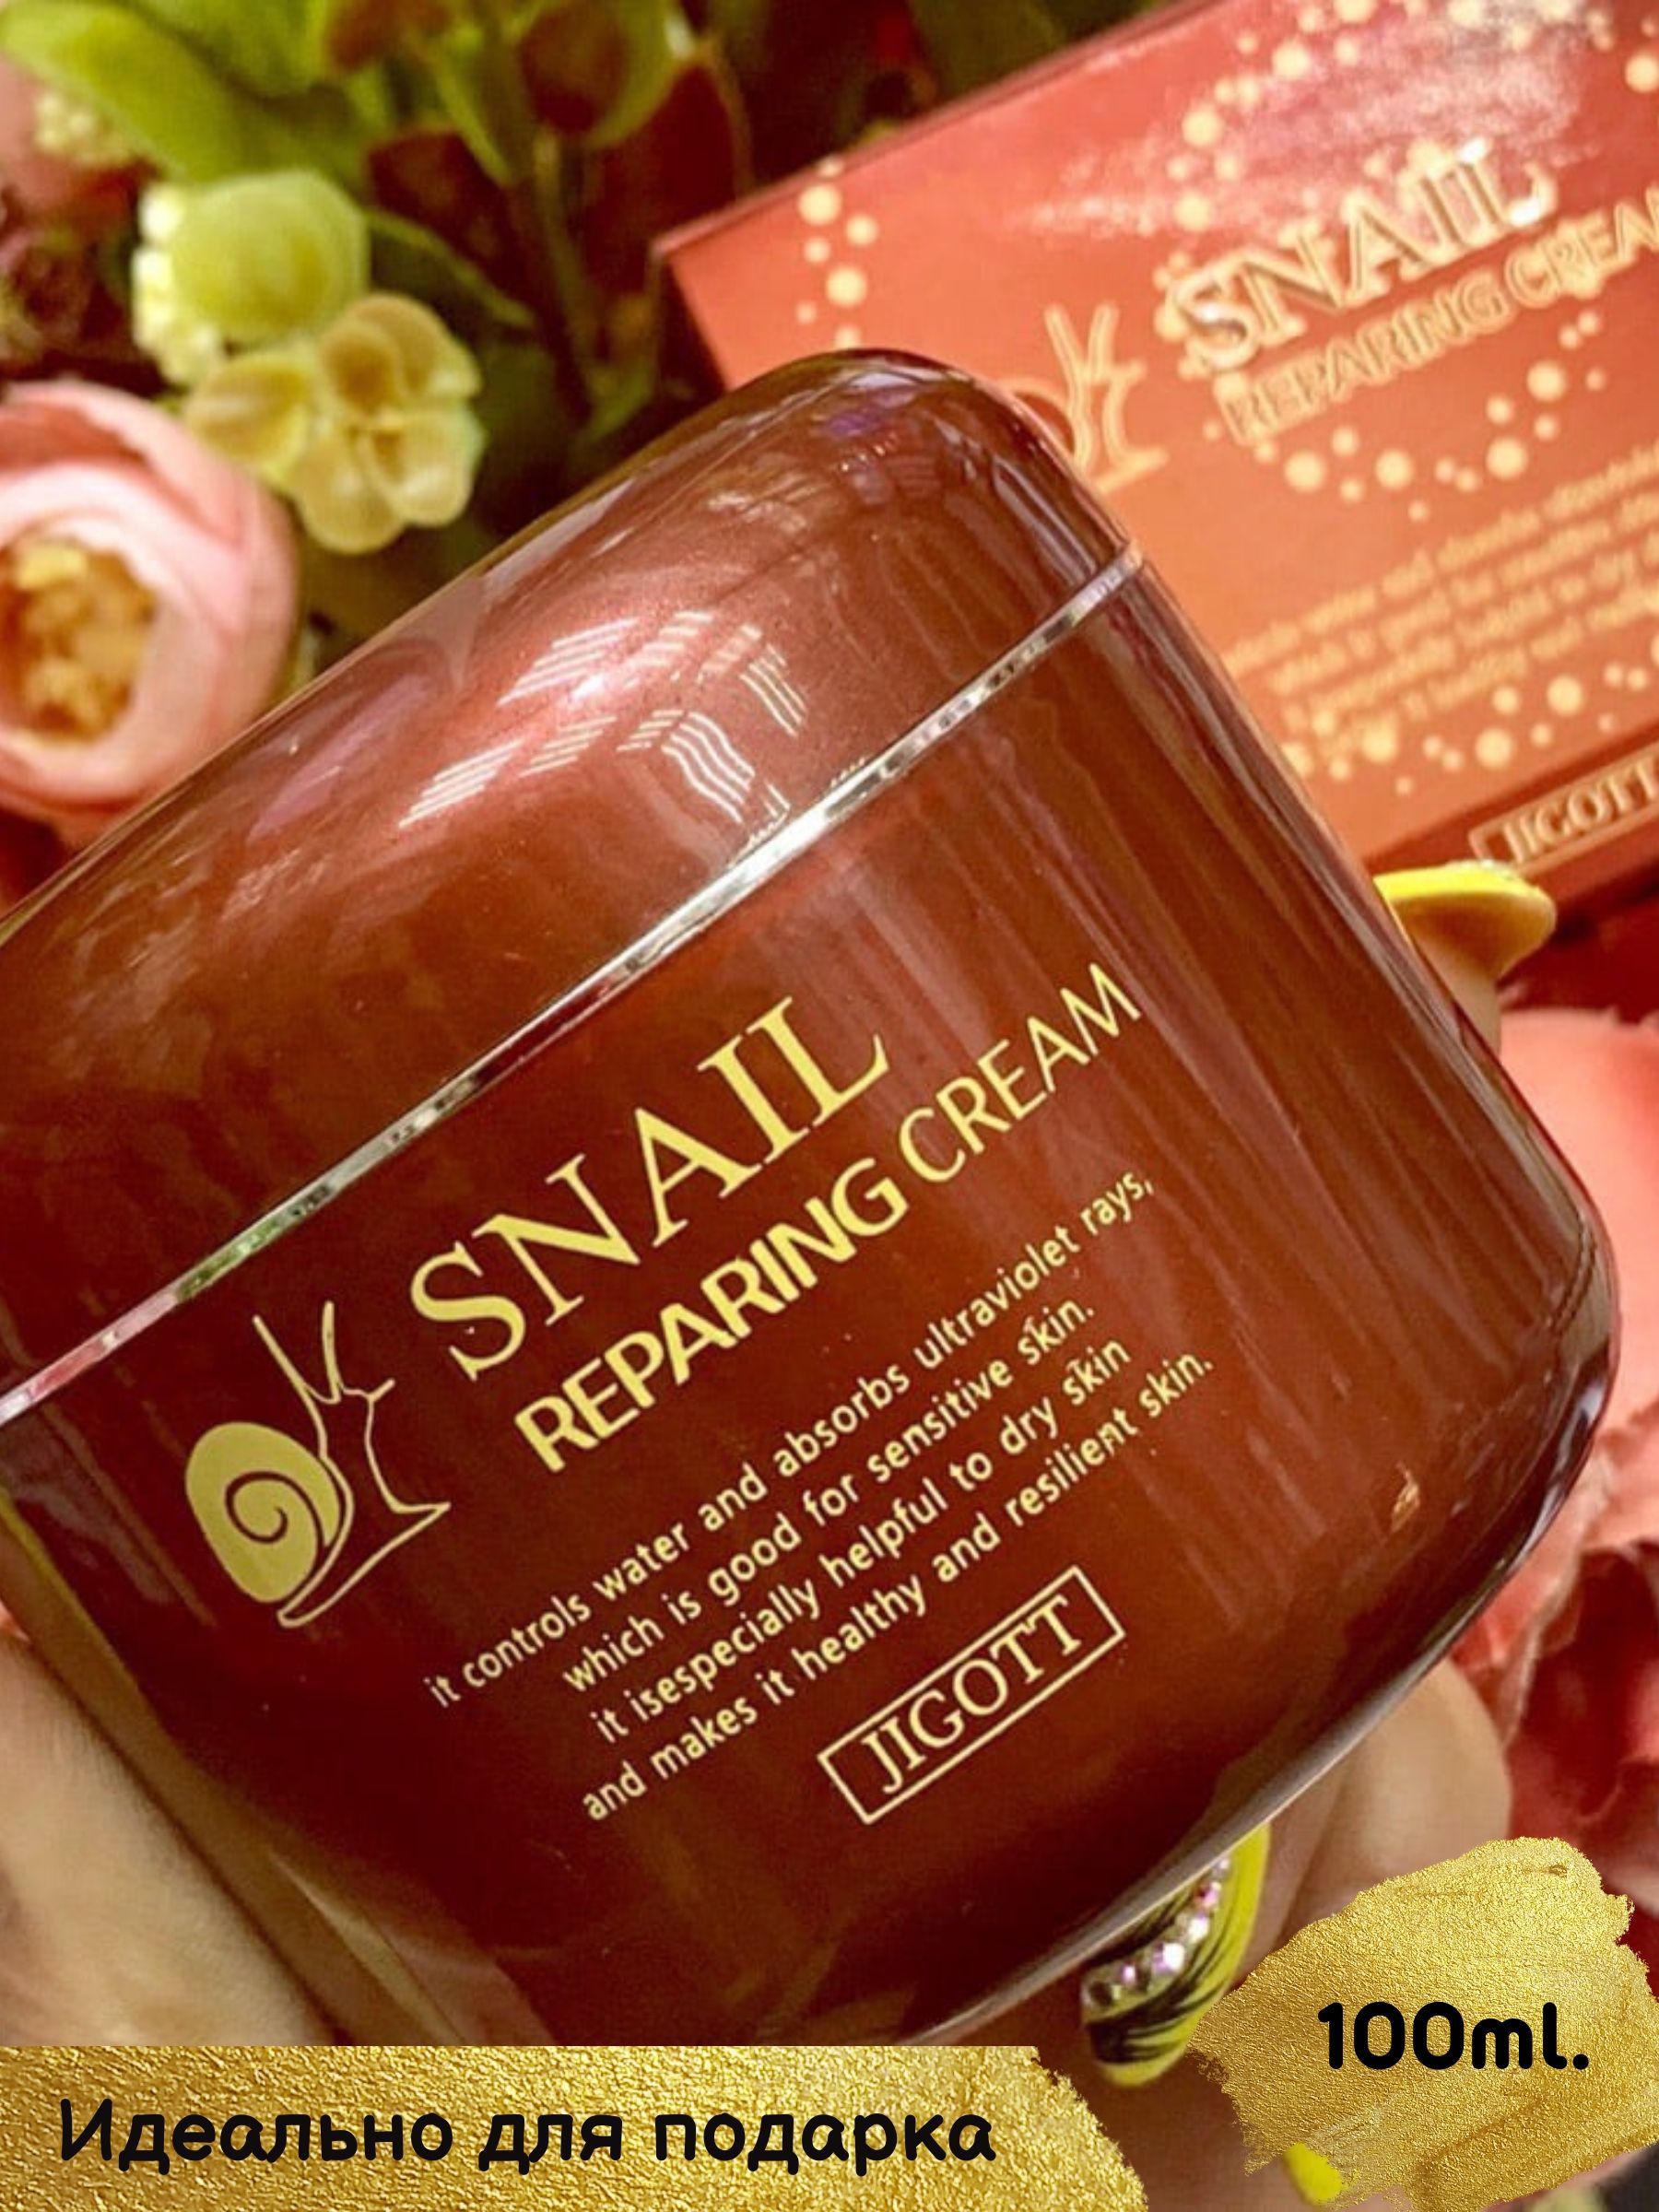 SNAIL
REPARING CREAM
JIGOTT
SNAIL
REPARING CREAM
it controls water and absorbs ultraviolet rays,
which is good for sensitive skin.
it isespecially helpful to dry skin
and makes it healthy and resilient skin.
JIGOTT
100ml.
Идеально для подарка